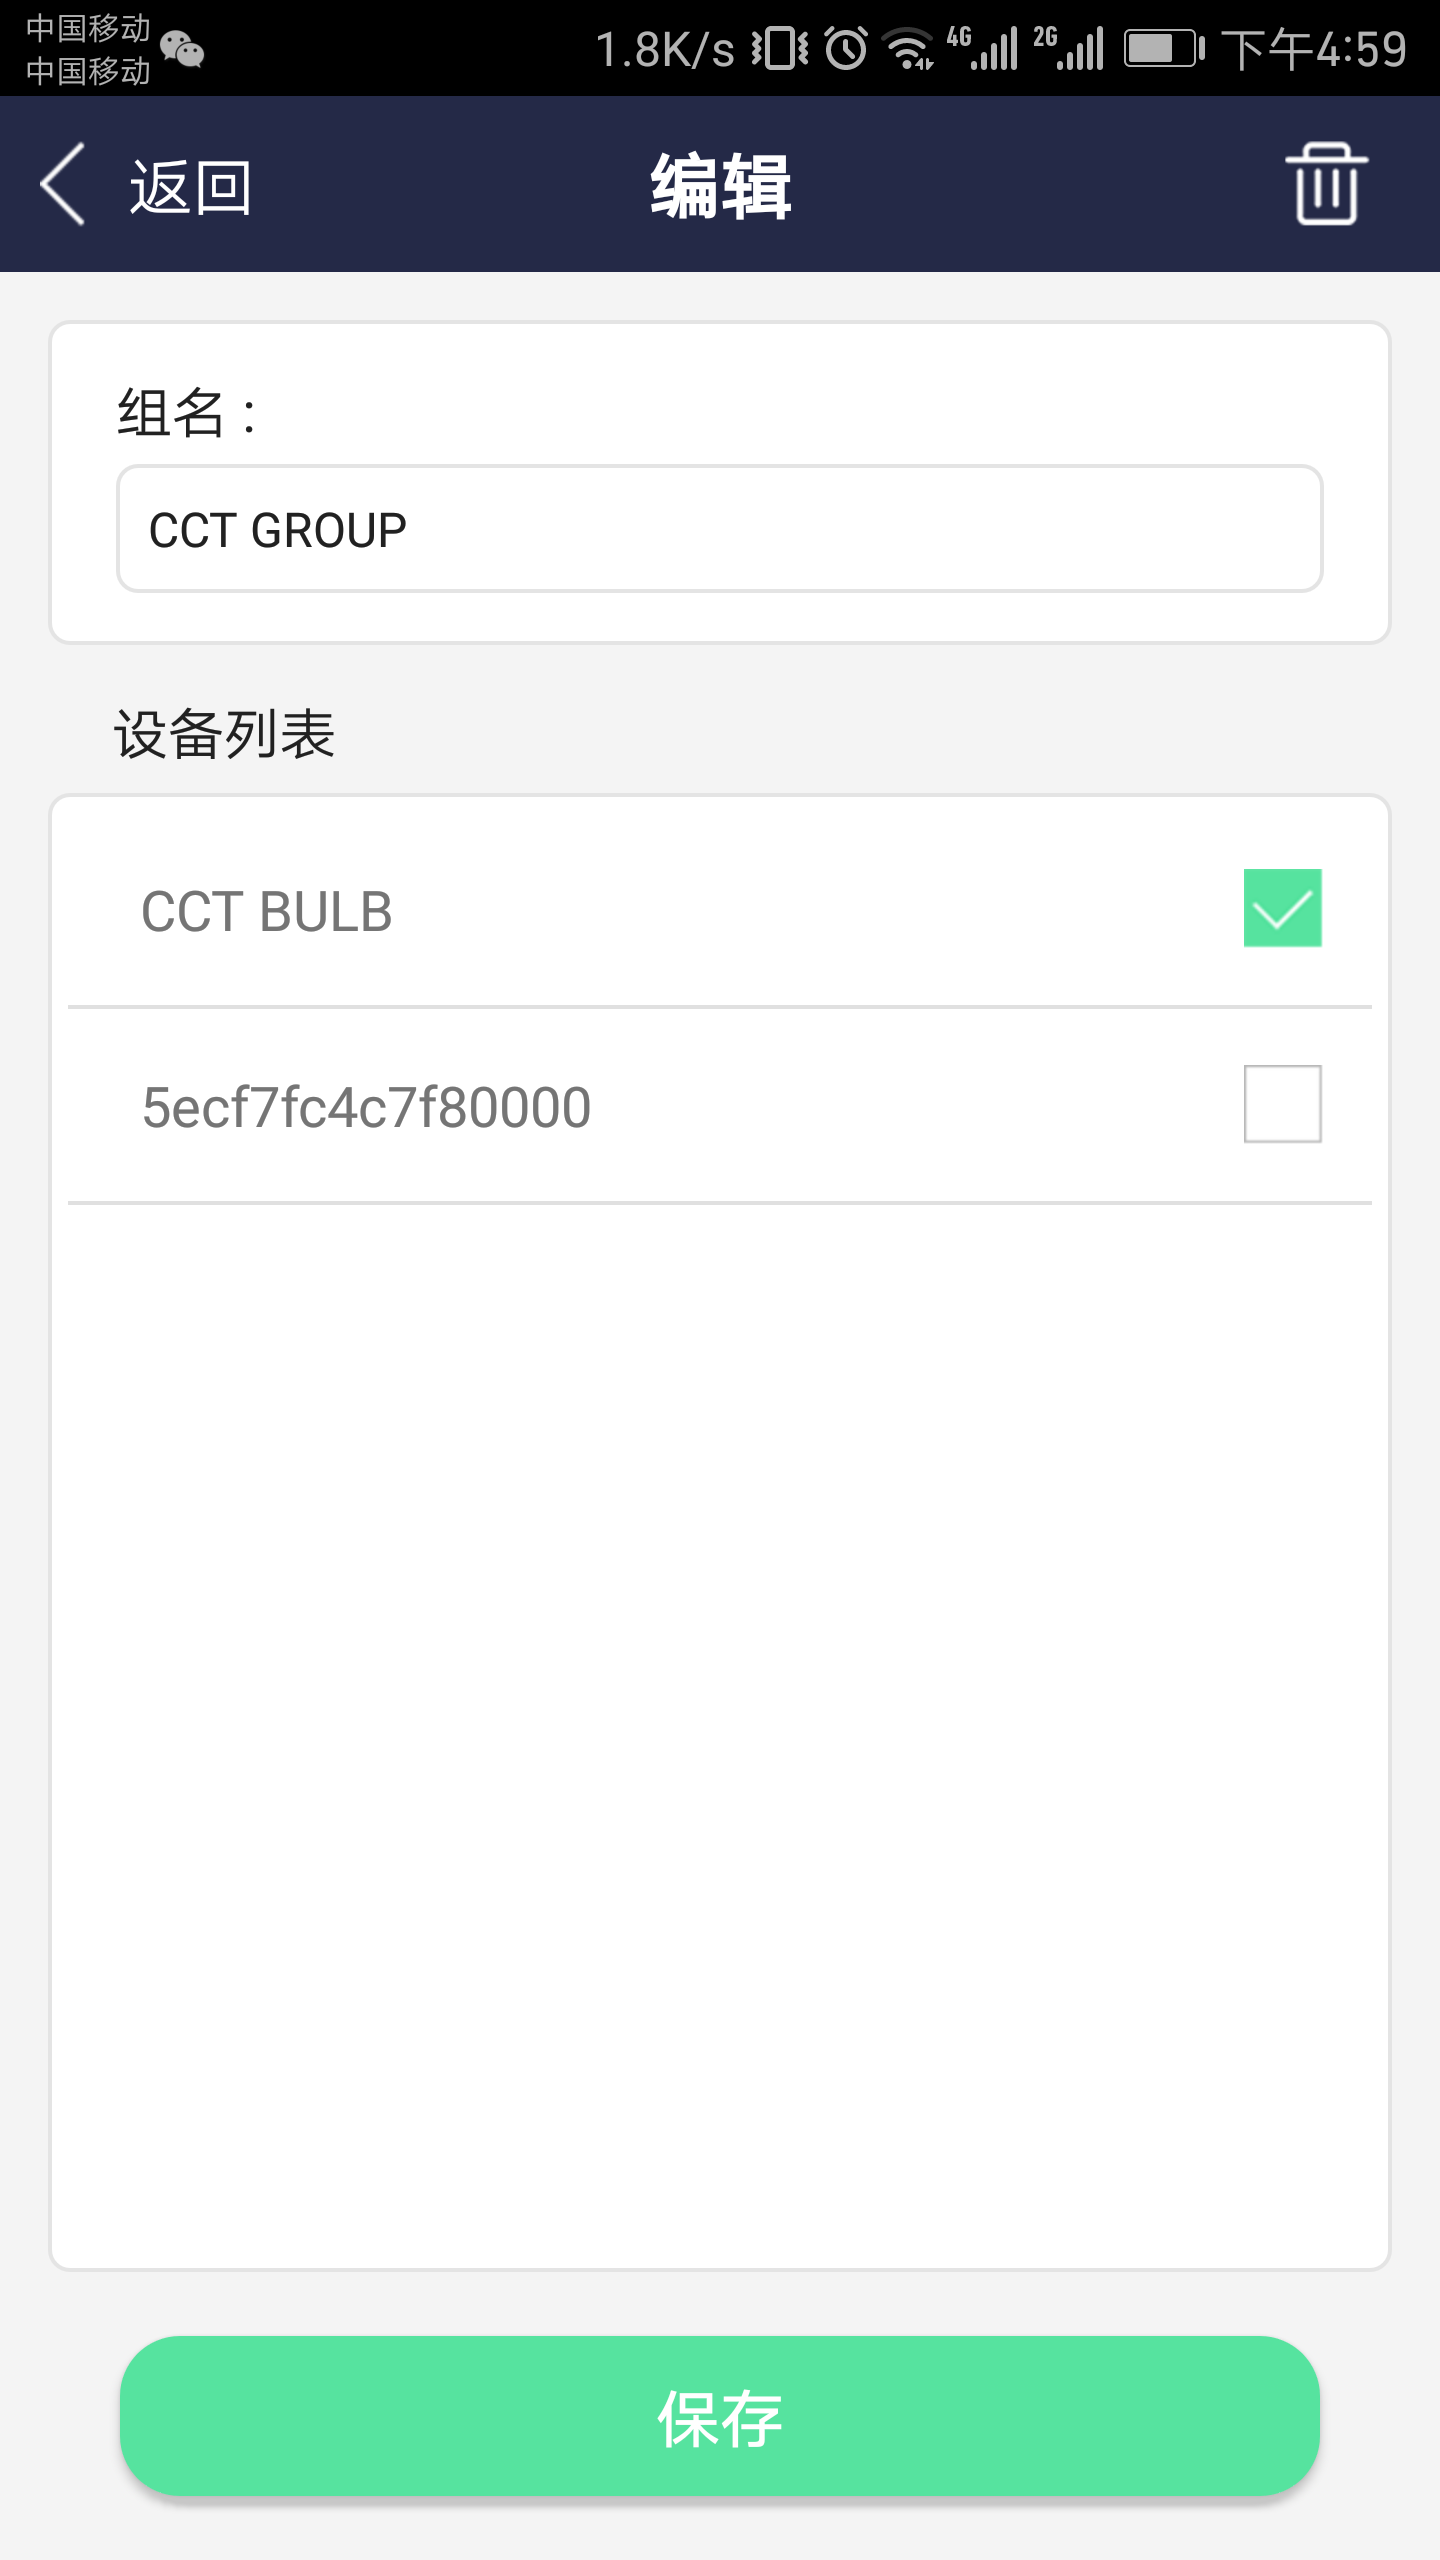 中国移动
中国移动
1.8K/s 4G 2G 下午4:59
返回 编辑
组名 :
CCT GROUP
设备列表
CCT BULB
5ecf7fc4c7f80000
保存